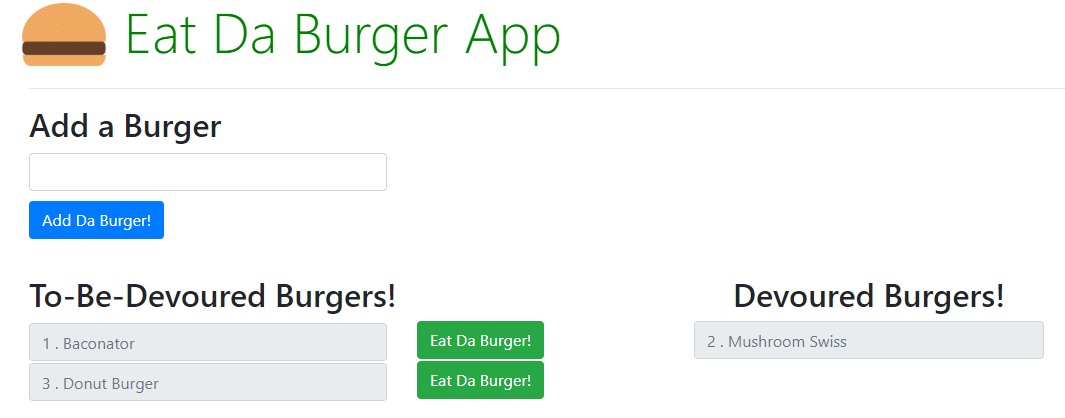 Eat Da Burger App
Add a Burger
Add Da Burger!
To-Be-Devoured Burgers!
1 . Baconator
Eat Da Burger!
3 . Donut Burger
Eat Da Burger!
Devoured Burgers!
2 . Mushroom Swiss